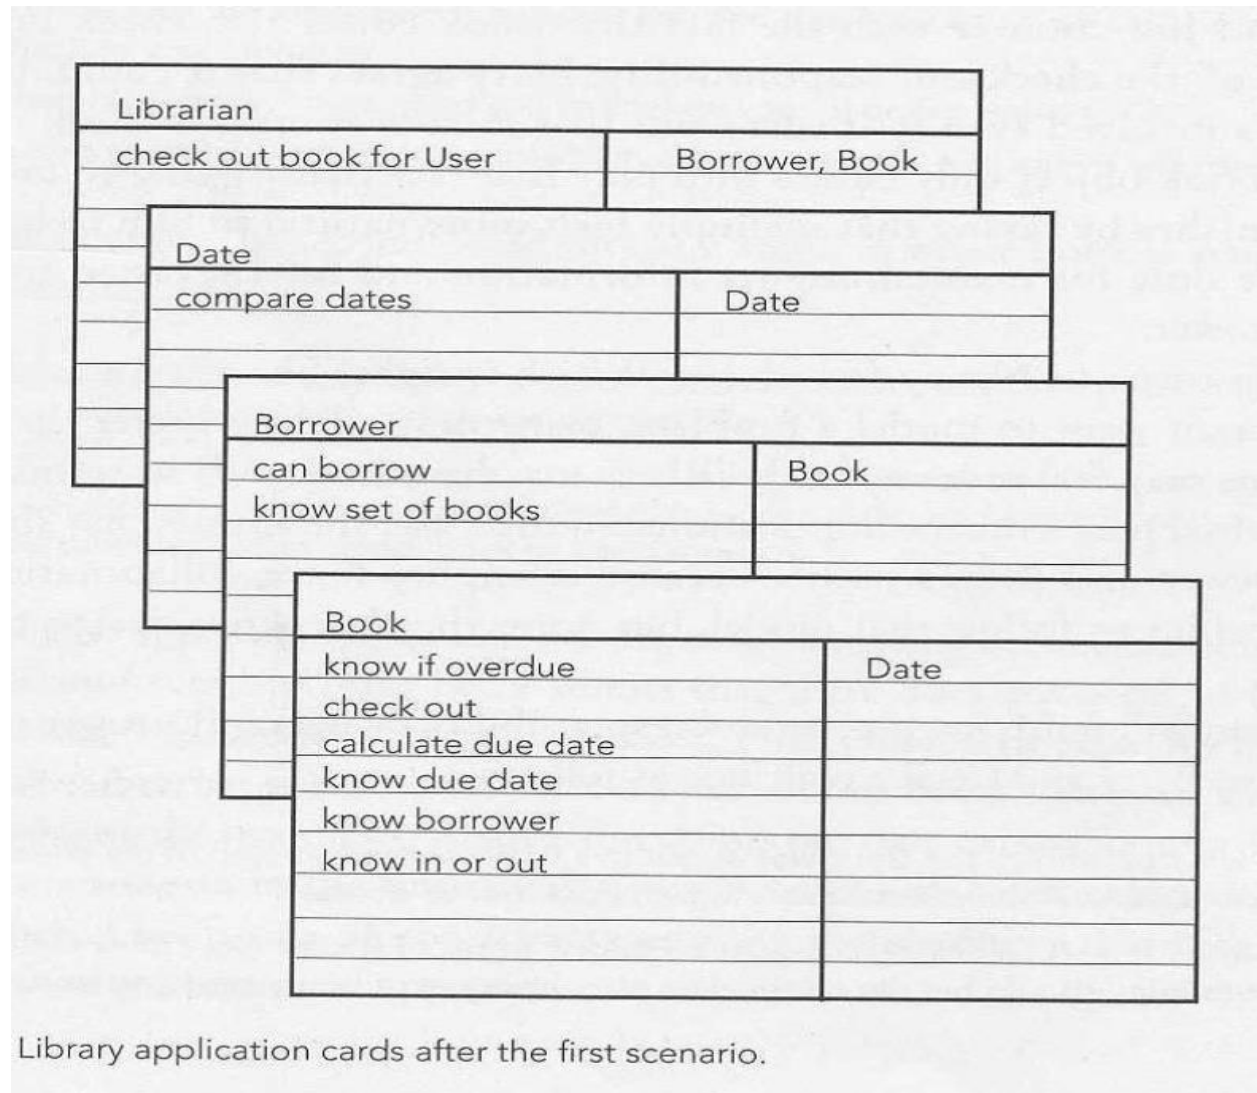 Librarian
check out book for User Borrower, Book
Date
compare dates Date
Borrower
can borrow Book
know set of books
Book
know if overdue Date
check out
calculate due date
know due date
know borrower
know in or out
Library application cards after the first scenario.